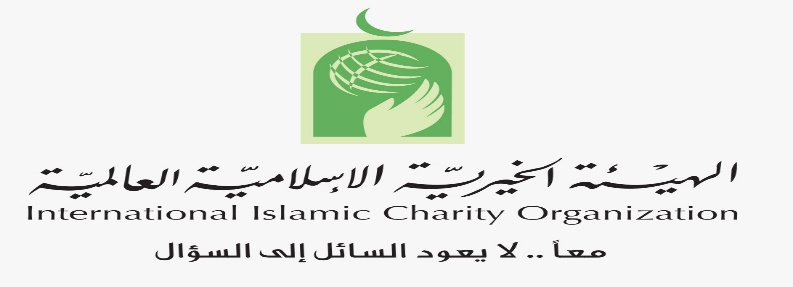 الهيئة الخيرية الإسلامية العالمية
International Islamic Charity Organization
معاً .. لا يعود السائل إلى السؤال